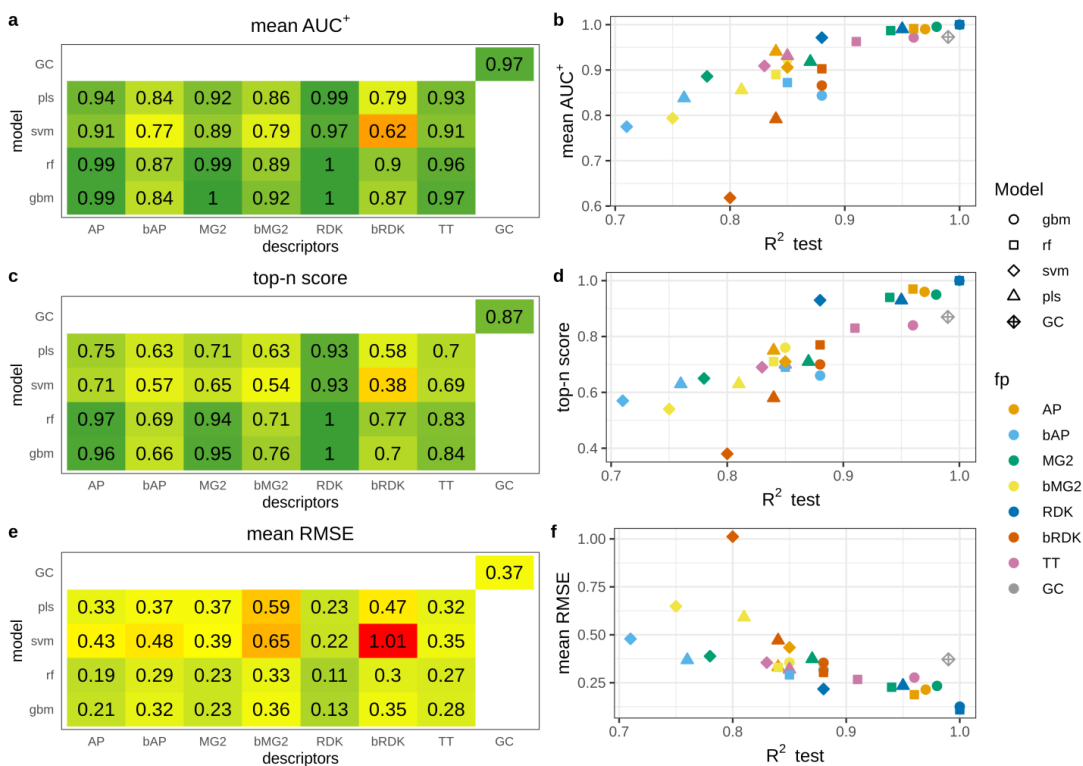 a
mean AUC+
model
GC 0.97
pls 0.94 0.84 0.92 0.86 0.99 0.79 0.93
svm 0.91 0.77 0.89 0.79 0.97 0.62 0.91
rf 0.99 0.87 0.99 0.89 1 0.9 0.96
gbm 0.99 0.84 1 0.92 1 0.87 0.97
AP bAP MG2 bMG2 RDK bRDK TT GC
descriptors
b
mean AUC+
1.0
0.9
0.8
0.7
0.6
0.7 0.8 0.9 1.0
R² test
c
top-n score
model
GC 0.87
pls 0.75 0.63 0.71 0.63 0.93 0.58 0.7
svm 0.71 0.57 0.65 0.54 0.93 0.38 0.69
rf 0.97 0.69 0.94 0.71 1 0.77 0.83
gbm 0.96 0.66 0.95 0.76 1 0.7 0.84
AP bAP MG2 bMG2 RDK bRDK TT GC
descriptors
d
top-n score
1.0
0.8
0.6
0.4
0.7 0.8 0.9 1.0
R² test
e
mean RMSE
model
GC 0.37
pls 0.33 0.37 0.37 0.59 0.23 0.47 0.32
svm 0.43 0.48 0.39 0.65 0.22 1.01 0.35
rf 0.19 0.29 0.23 0.33 0.11 0.3 0.27
gbm 0.21 0.32 0.23 0.36 0.13 0.35 0.28
AP bAP MG2 bMG2 RDK bRDK TT GC
descriptors
f
mean RMSE
1.00
0.75
0.50
0.25
0.7 0.8 0.9 1.0
R² test
Model
gbm
rf
svm
pls
GC
fp
AP
bAP
MG2
bMG2
RDK
bRDK
TT
GC